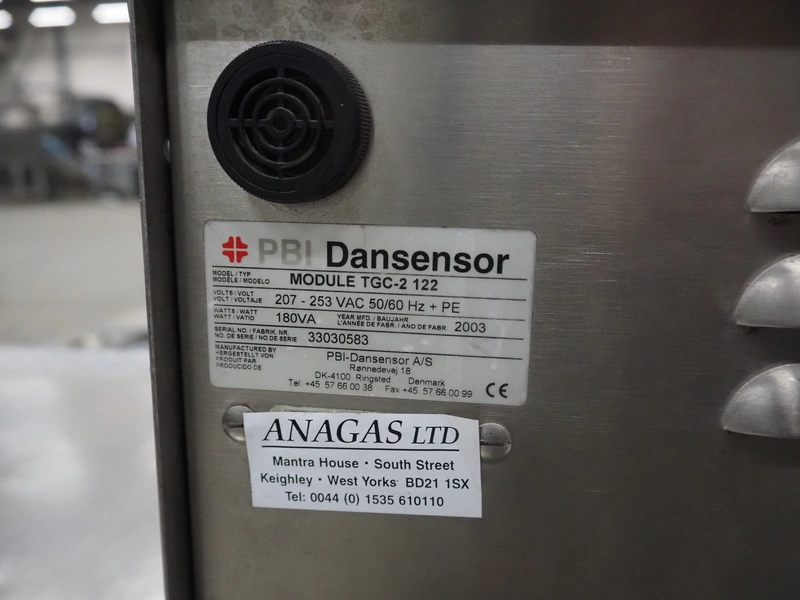 PBI Dansensor
MODEL / TYP
MODÈLE / MODELO
MODULE TGC-2 122
VOLTS / VOLT
VOLT / VOLTAJE
207 - 253 VAC 50/60 Hz + PE
WATTS / WATT
WATT / VATIO
180VA
YEAR MFD. / BAUJAHR
L'ANNÉE DE FABR. / ANO DE FABR.
2003
SERIAL NO. / FABRIK. NR.
NO. DE SERIE / NO. DE SERIE
33030583
MANUFACTURED BY
HERGESTELLT VON
PRODUIT PAR
PRODUCIDO DE
PBI-Dansensor A/S
Rønnedevej 18
DK-4100 Ringsted Denmark
Tel: +45 57 66 00 38 Fax +45 57 66 00 99
CE
ANAGAS LTD
Mantra House • South Street
Keighley • West Yorks BD21 1SX
Tel: 0044 (0) 1535 610110